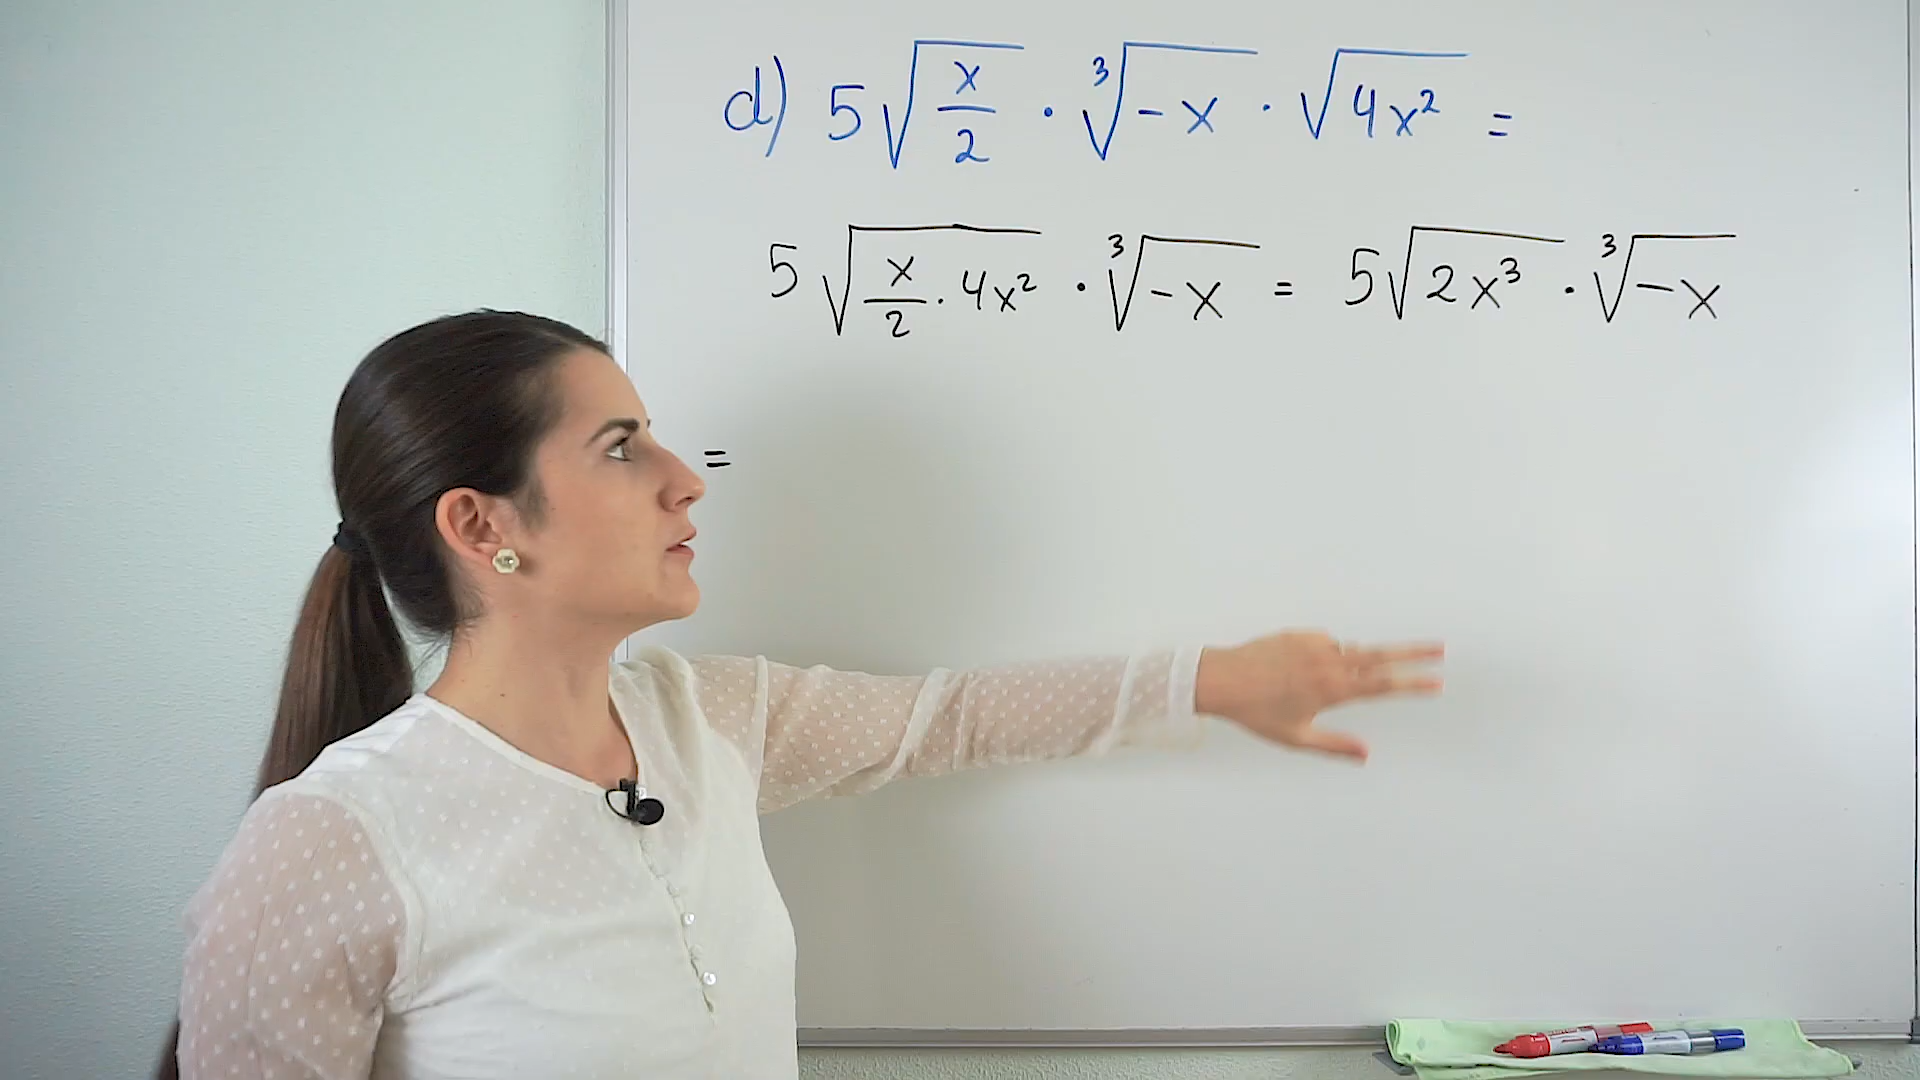 d) 5√(x/2) · ∛(-x) · √(4x²) =
5√(x/2 · 4x²) · ∛(-x) = 5√(2x³) · ∛(-x)
=